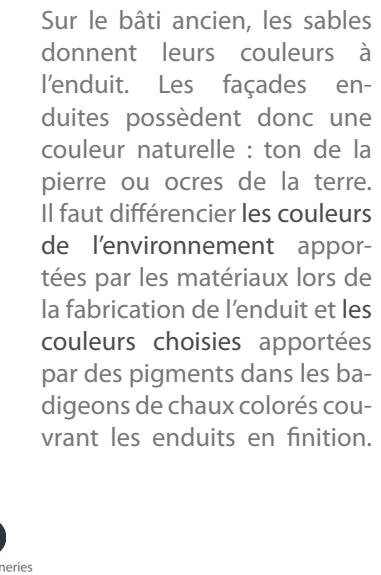 Sur le bâti ancien, les sables
donnent leurs couleurs à
l’enduit. Les façades en-
duites possèdent donc une
couleur naturelle : ton de la
pierre ou ocres de la terre.
Il faut différencier les couleurs
de l’environnement appor-
tées par les matériaux lors de
la fabrication de l’enduit et les
couleurs choisies apportées
par des pigments dans les ba-
digeons de chaux colorés cou-
vrant les enduits en finition.